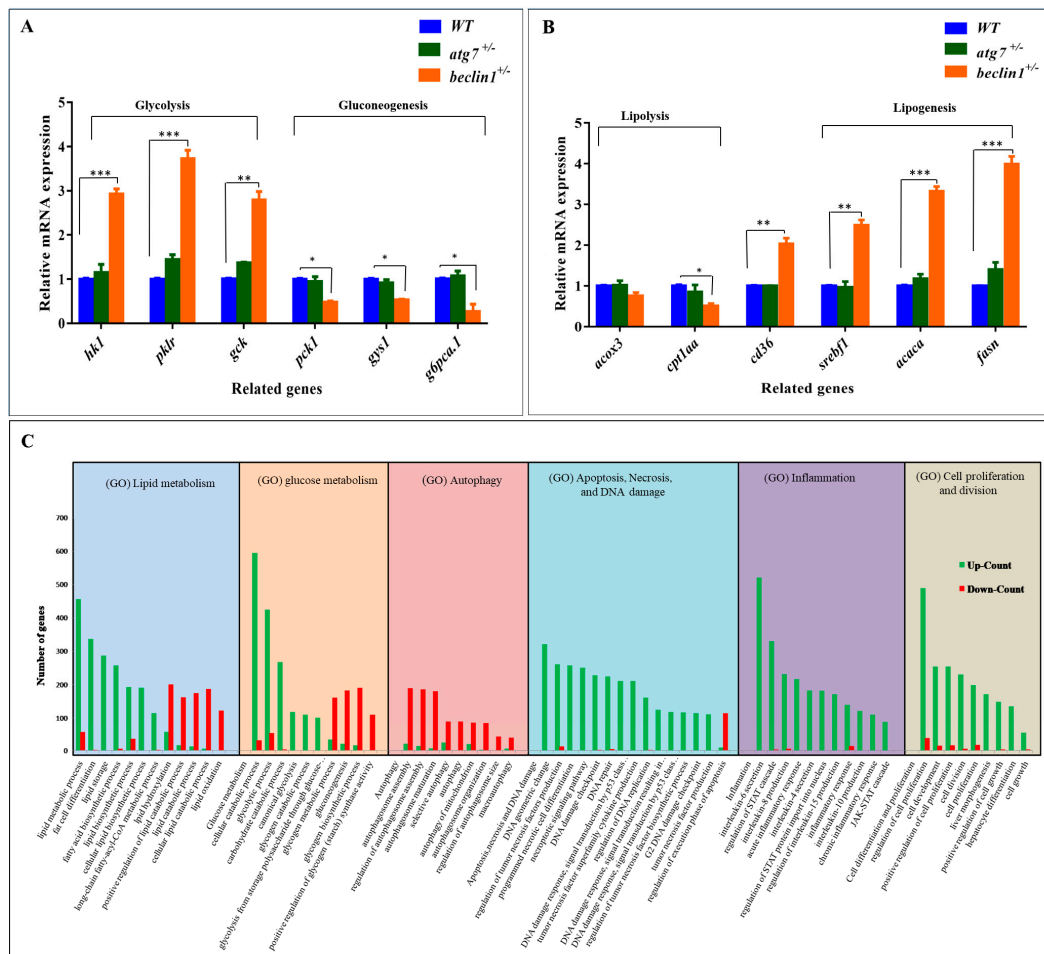 A
WT
atg7 +/-
beclin1+/-
Glycolysis
Gluconeogenesis
Relative mRNA expression
5
4
3
2
1
0
***
***
**
*
*
*
hk1
pklr
gck
pck1
gys1
g6pca.1
Related genes
B
WT
atg7 +/-
beclin1+/-
Lipolysis
Lipogenesis
Relative mRNA expression
5
4
3
2
1
0
*
**
**
***
***
acox3
cpt1aa
cd36
srebf1
acaca
fasn
Related genes
C
(GO) Lipid metabolism
(GO) glucose metabolism
(GO) Autophagy
(GO) Apoptosis, Necrosis,
and DNA damage
(GO) Inflammation
(GO) Cell proliferation
and division
Up-Count
Down-Count
Number of genes
700
600
500
400
300
200
100
0
lipid metabolic process
fat cell differentiation
lipid storage
fatty acid biosynthetic process
lipid biosynthetic process
cellular lipid biosynthetic process
long-chain fatty-acyl-CoA metabolic process
lipid hydroxylation
positive regulation of lipid catabolic process
cellular lipid catabolic process
lipid catabolic process
lipid oxidation
Glucose metabolism
cellular catabolic process
glycolytic process
carbohydrate catabolic process
canonical glycolysis
glycogen catabolic process
glycolysis from storage polysaccharide through glucose-...
glycogen metabolic process
gluconeogenesis
glycogen biosynthetic process
positive regulation of glycogen (starch) synthase activity
Autophagy
regulation of autophagosome assembly
autophagosome assembly
autophagosome maturation
selective autophagy
autophagy
autophagy of mitochondrion
autophagosome organization
regulation of autophagosome size
macroautophagy
Apoptosis,necrosis and DNA damage
DNA geometric change
regulation of tumor necrosis factors production
programmed necrotic cell differentiation
necroptotic signaling pathway
DNA damage checkpoint
DNA repair
DNA damage response, signal transduction by p53 class...
tumor necrosis factor superfamily cytokine production
regulation of DNA replication
DNA damage response, signal transduction resulting in...
DNA damage response, signal transduction by p53 class...
regulation of tumor necrosis factor biosynthetic process
G2 DNA damage checkpoint
tumor necrosis factor production
regulation of execution phase of apoptosis
Inflammation
interleukin-6 secretion
regulation of STAT cascade
interleukin-8 production
acute inflammatory response
interleukin-4 secretion
regulation of STAT protein import into nucleus
regulation of interleukin-15 production
inflammatory response
interleukin-10 production
chronic inflammatory response
JAK-STAT cascade
Cell differentiation and proliferation
regulation of cell proliferation
cell development
positive regulation of cell proliferation
cell division
cell proliferation
liver morphogenesis
positive regulation of cell growth
hepatocyte differentiation
cell growth